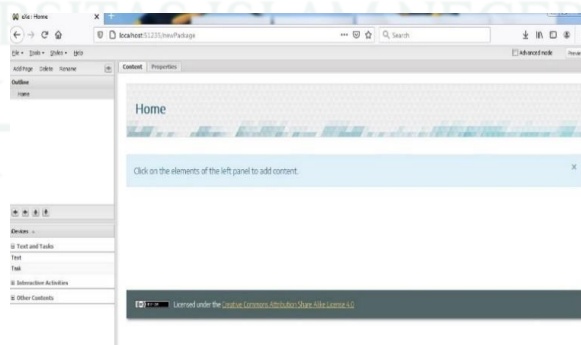 exe : Home
localhost:51235/newPackage
Search
File Tools Styles Help
Advanced mode
Add Page Delete Rename
Content Properties
Outline
Home
Home
Click on the elements of the left panel to add content.
iDevices
Text and Tasks
Text
Task
Interactive Activities
Other Contents
Licensed under the Creative Commons Attribution Share Alike License 4.0